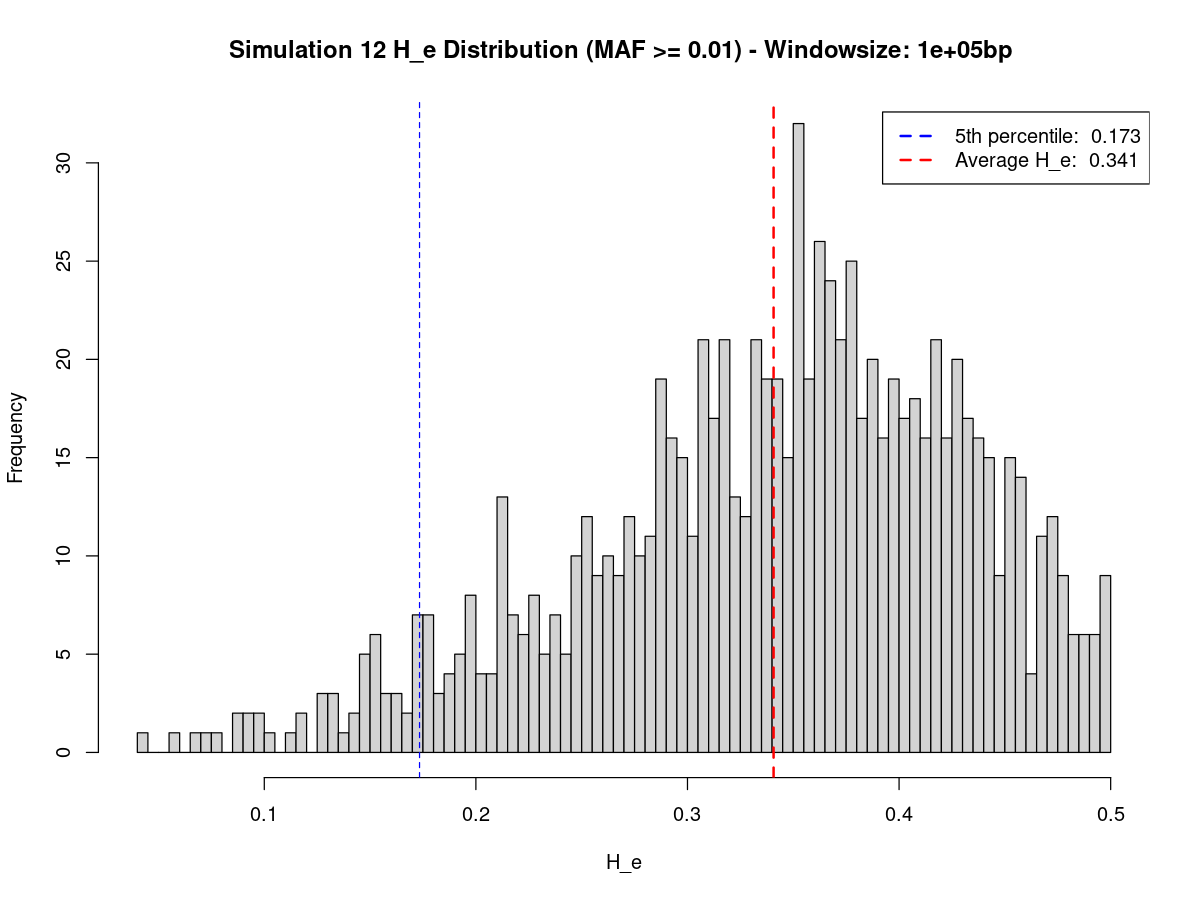 Simulation 12 H_e Distribution (MAF >= 0.01) - Windowsize: 1e+05bp
5th percentile: 0.173
Average H_e: 0.341
Frequency
30
25
20
15
10
5
0
0.1 0.2 0.3 0.4 0.5
H_e